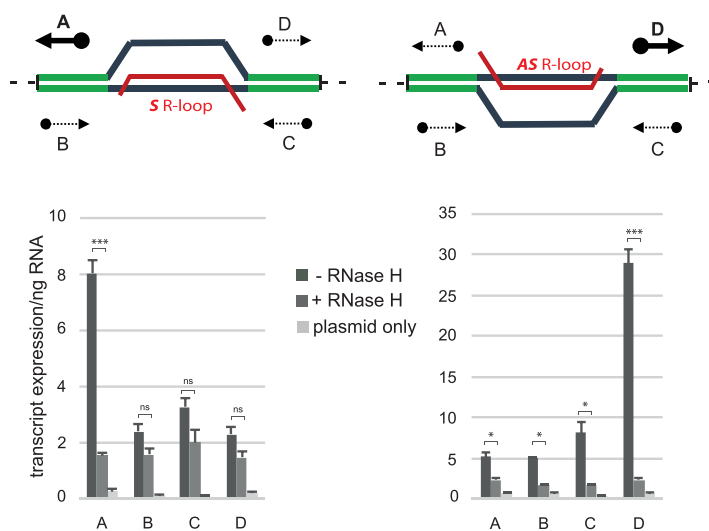 A D
S R-loop
B C
A D
AS R-loop
B C
transcript expression/ng RNA
10
8
6
4
2
0
***
ns
ns
ns
A B C D
- RNase H
+ RNase H
plasmid only
35
30
25
20
15
10
5
0
*
*
*
***
A B C D